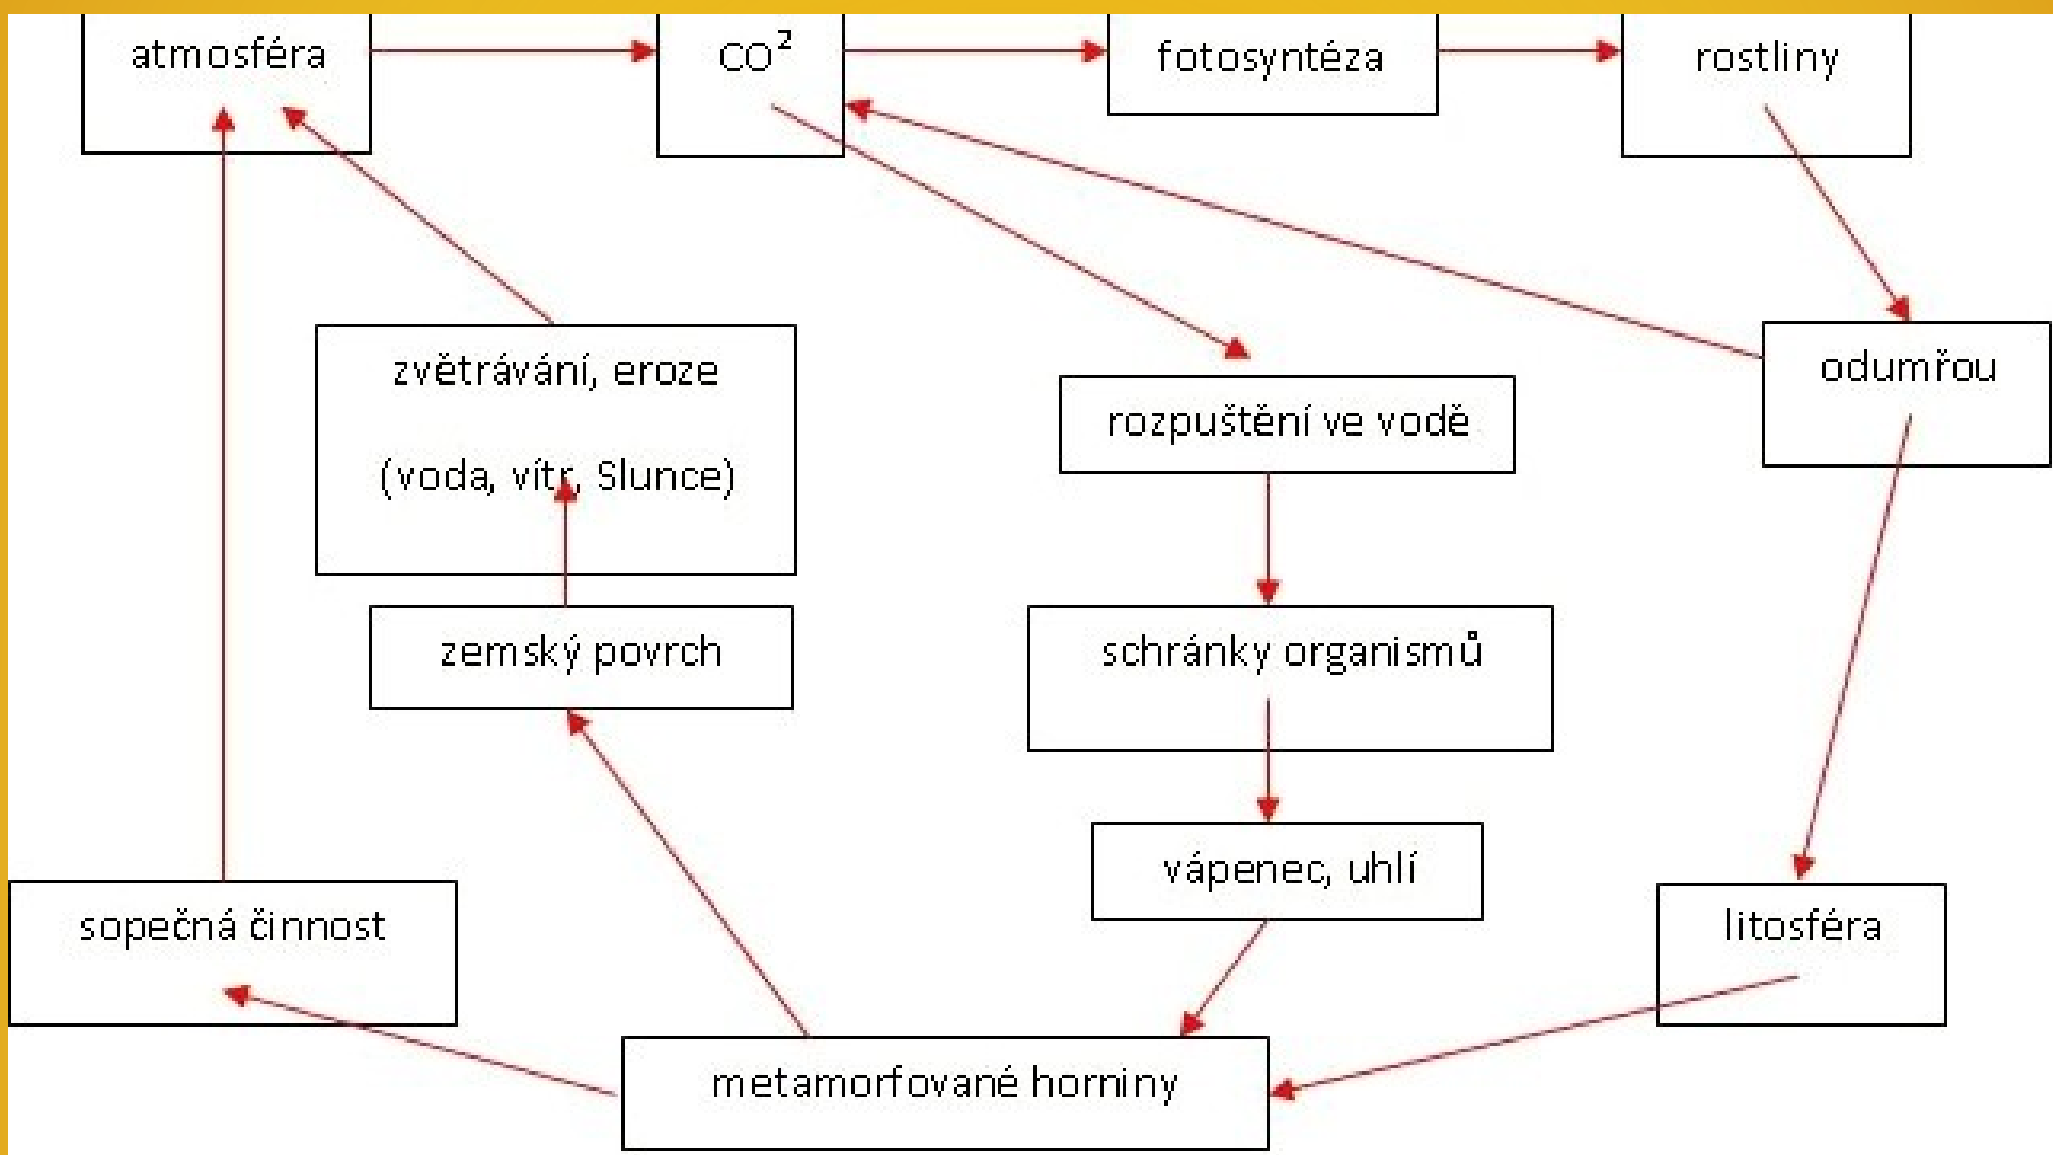 atmosféra
CO²
fotosyntéza
rostliny
zvětrávání, eroze
(voda, vítr, Slunce)
odumřou
rozpuštění ve vodě
zemský povrch
schránky organismů
vápenec, uhlí
sopečná činnost
litosféra
metamorfované horniny